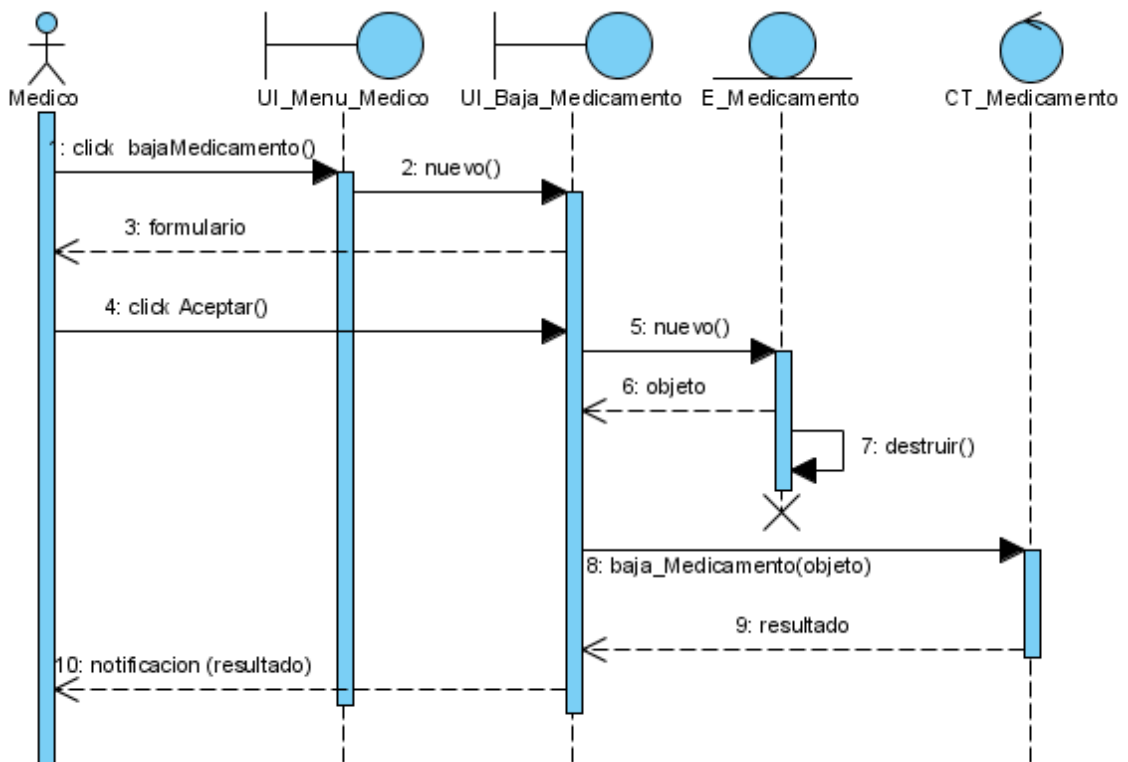 Medico
UI_Menu_Medico
UI_Baja_Medicamento
E_Medicamento
CT_Medicamento
1: click bajaMedicamento()
2: nuevo()
3: formulario
4: click Aceptar()
5: nuevo()
6: objeto
7: destruir()
8: baja_Medicamento(objeto)
9: resultado
10: notificacion (resultado)